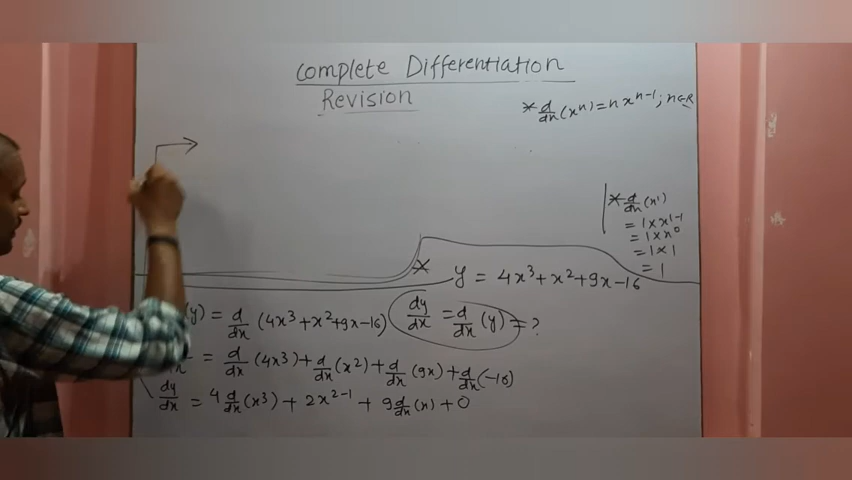 Complete Differentiation
Revision
* d/dx (xⁿ) = n xⁿ⁻¹ ; n∈R
* d/dx (x¹)
= 1 × x¹⁻¹
= 1 × x⁰
= 1 × 1
= 1
* y = 4x³ + x² + 9x - 16
dy/dx = d/dx (y) = ?
(y) = d/dx (4x³ + x² + 9x - 16)
= d/dx (4x³) + d/dx (x²) + d/dx (9x) + d/dx (-16)
dy/dx = 4 d/dx (x³) + 2x²⁻¹ + 9 d/dx (x) + 0